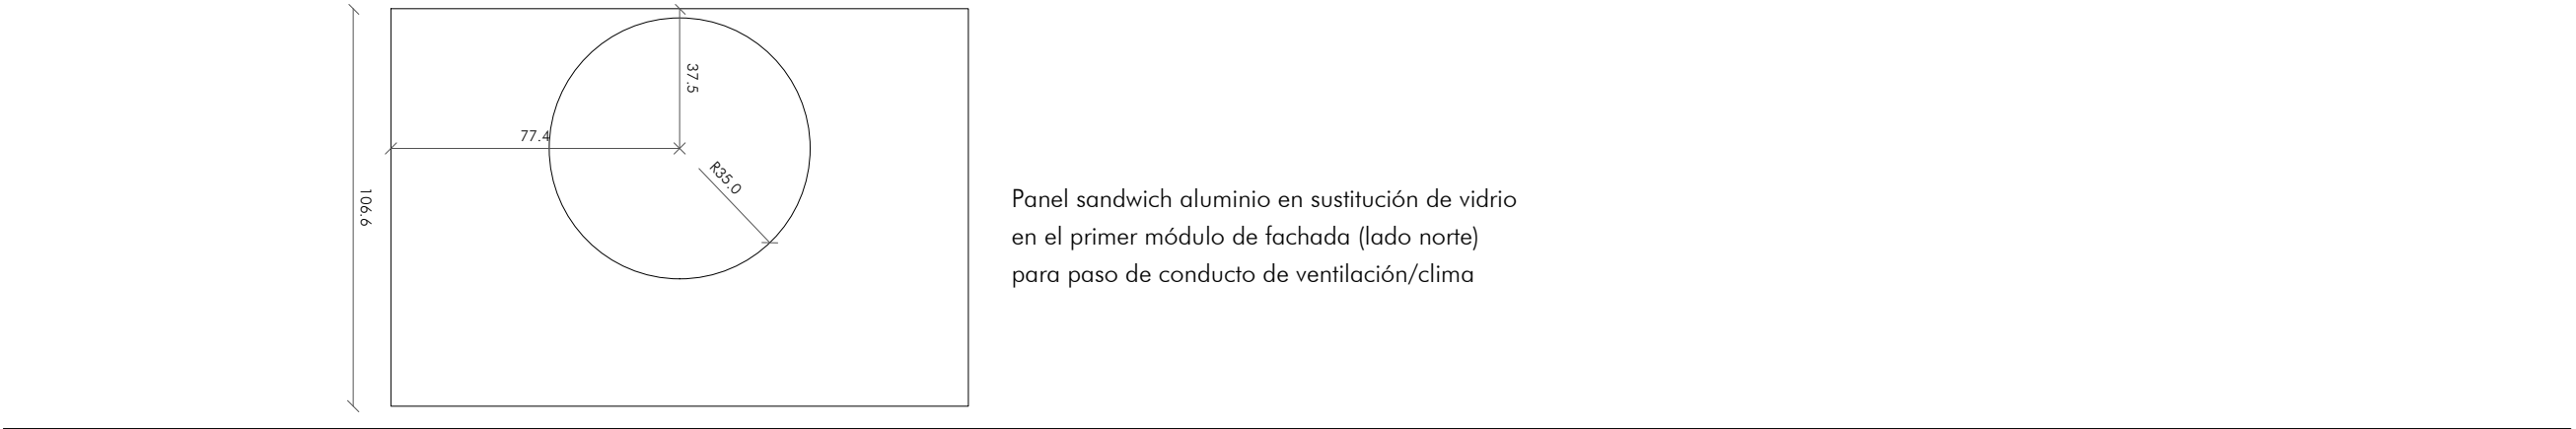 37.5
77.4
R35.0
106.6
Panel sandwich aluminio en sustitución de vidrio
en el primer módulo de fachada (lado norte)
para paso de conducto de ventilación/clima